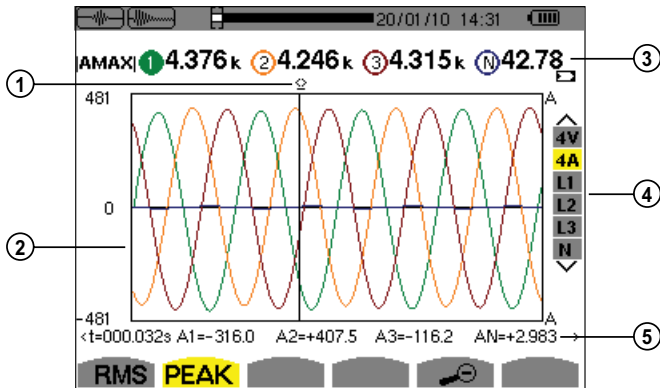 20/01/10 14:31
|AMAX| 1 4.376 k 2 4.246 k 3 4.315 k N 42.78
3
1
481 A
4V
4A
L1
L2
L3
N
4
0
2
-481 A
<t=000.032s A1=-316.0 A2=+407.5 A3=-116.2 AN=+2.983
5
RMS PEAK